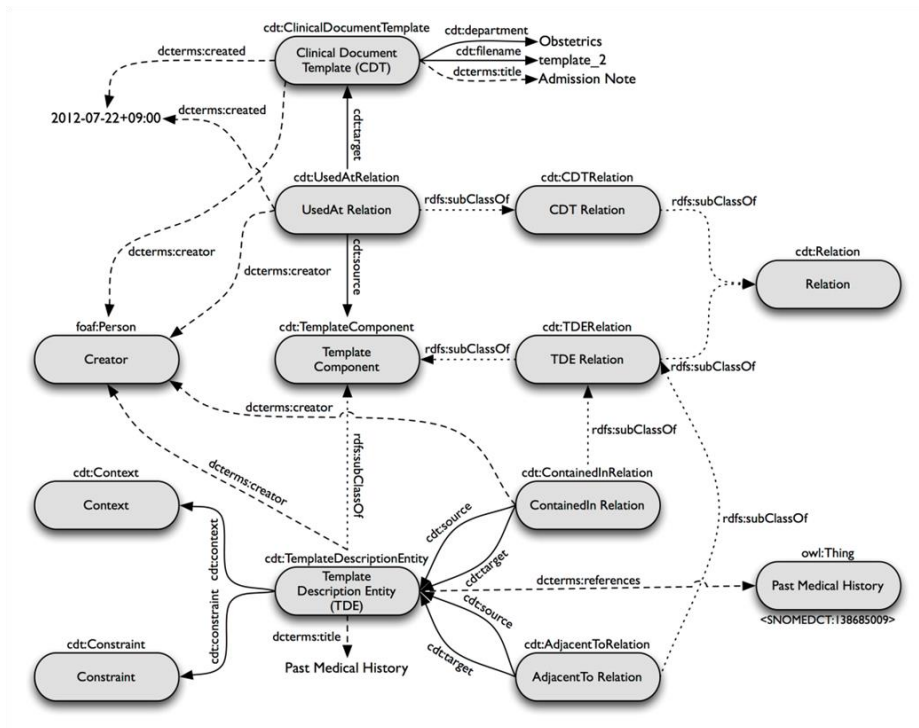 cdt:ClinicalDocumentTemplate
Clinical Document
Template (CDT)
cdt:department
Obstetrics
cdt:filename
template_2
dcterms:title
Admission Note
dcterms:created
2012-07-22+09:00
dcterms:created
cdt:target
cdt:UsedAtRelation
UsedAt Relation
rdfs:subClassOf
cdt:CDTRelation
CDT Relation
rdfs:subClassOf
cdt:Relation
Relation
dcterms:creator
dcterms:creator
cdt:source
foaf:Person
Creator
cdt:TemplateComponent
Template
Component
rdfs:subClassOf
cdt:TDERelation
TDE Relation
rdfs:subClassOf
dcterms:creator
rdfs:subClassOf
rdfs:subClassOf
dcterms:creator
cdt:Context
Context
cdt:context
cdt:ContainedInRelation
ContainedIn Relation
cdt:source
cdt:target
rdfs:subClassOf
cdt:TemplateDescriptionEntity
Template
Description Entity
(TDE)
dcterms:references
owl:Thing
Past Medical History
<SNOMEDCT:138685009>
cdt:constraint
dcterms:title
Past Medical History
cdt:source
cdt:target
cdt:Constraint
Constraint
cdt:AdjacentToRelation
AdjacentTo Relation